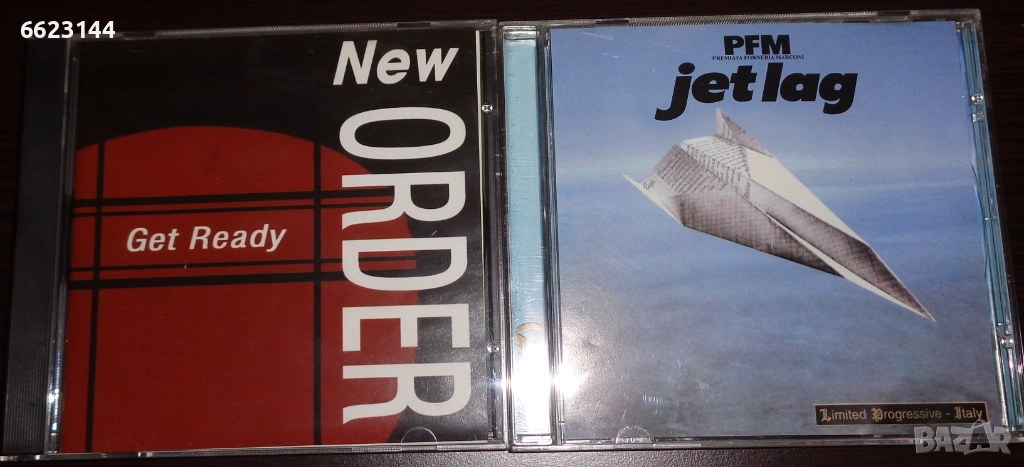 6623144
New
ORDER
Get Ready
PFM
PREMIATA FORNERIA MARCONI
jet lag
Limited Progressive - Italy
BAZAR